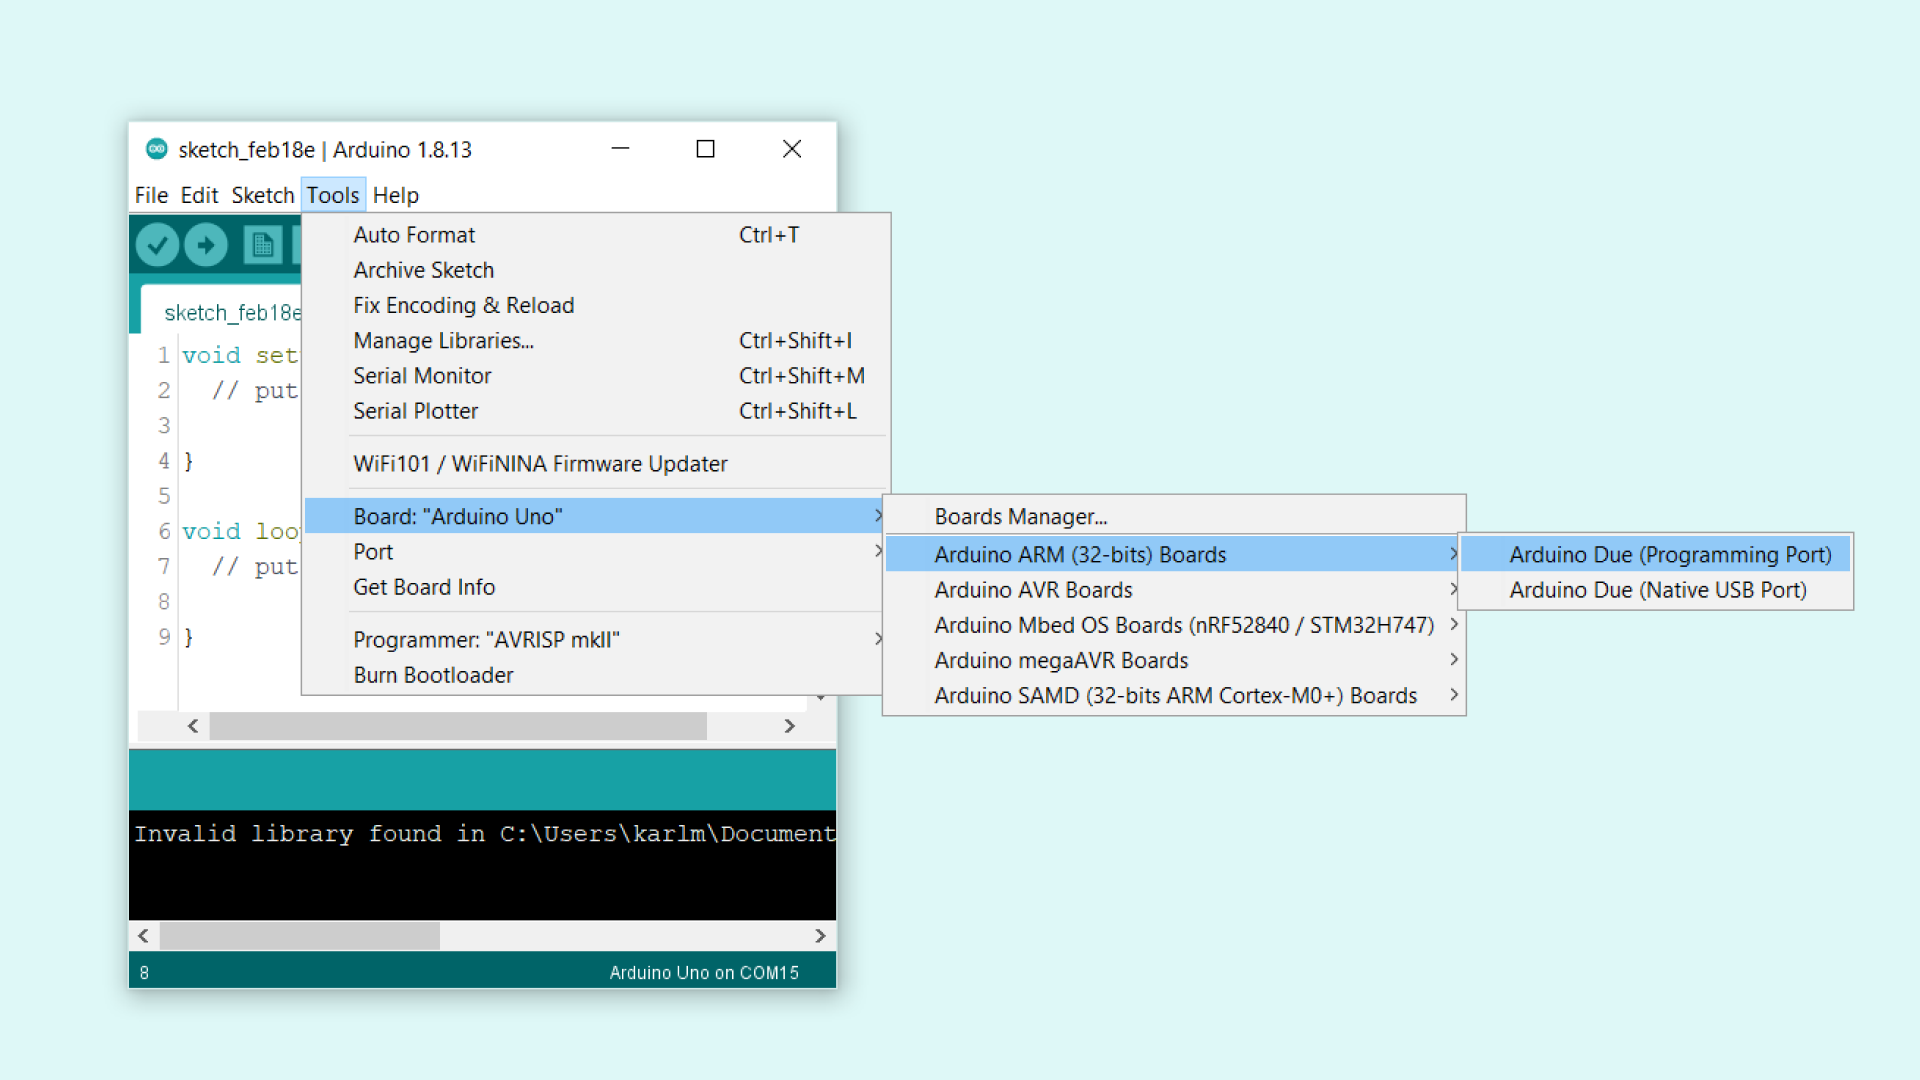 sketch_feb18e | Arduino 1.8.13
File Edit Sketch Tools Help
Auto Format Ctrl+T
Archive Sketch
Fix Encoding & Reload
Manage Libraries... Ctrl+Shift+I
Serial Monitor Ctrl+Shift+M
Serial Plotter Ctrl+Shift+L
WiFi101 / WiFiNINA Firmware Updater
Board: "Arduino Uno"
Port
Get Board Info
Programmer: "AVRISP mkII"
Burn Bootloader
Boards Manager...
Arduino ARM (32-bits) Boards
Arduino AVR Boards
Arduino Mbed OS Boards (nRF52840 / STM32H747)
Arduino megaAVR Boards
Arduino SAMD (32-bits ARM Cortex-M0+) Boards
Arduino Due (Programming Port)
Arduino Due (Native USB Port)
sketch_feb18e
1 void set
2 // put
3
4 }
5
6 void loo
7 // put
8
9 }
Invalid library found in C:\Users\karlm\Document
8 Arduino Uno on COM15